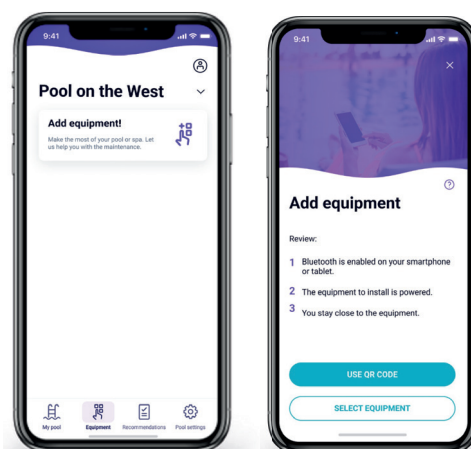 9:41
Pool on the West
Add equipment!
Make the most of your pool or spa. Let
us help you with the maintenance.
My pool
Equipment
Recommendations
Pool settings
9:41
Add equipment
Review:
1 Bluetooth is enabled on your smartphone
or tablet.
2 The equipment to install is powered.
3 You stay close to the equipment.
USE QR CODE
SELECT EQUIPMENT